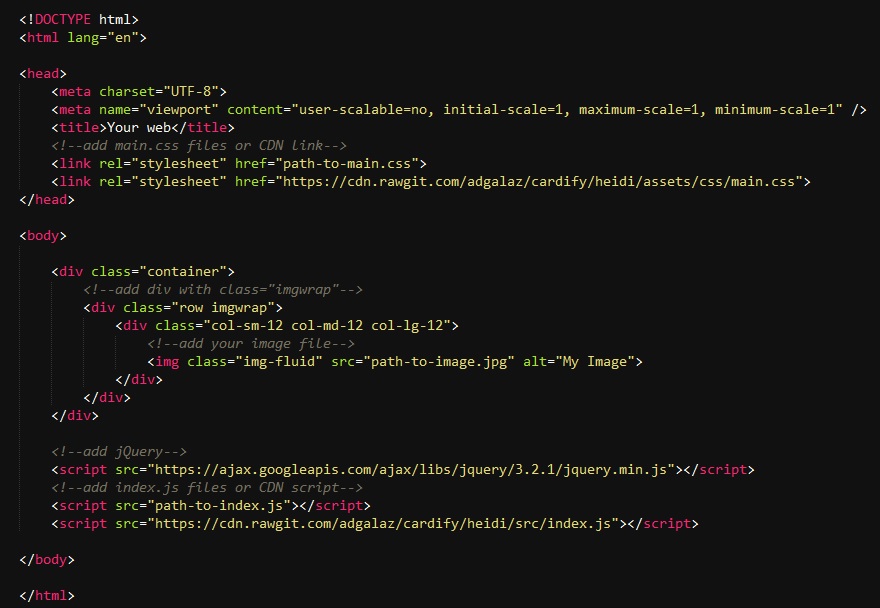 <!DOCTYPE html>
<html lang="en">
<head>
<meta charset="UTF-8">
<meta name="viewport" content="user-scalable=no, initial-scale=1, maximum-scale=1, minimum-scale=1" />
<title>Your web</title>
<!--add main.css files or CDN link-->
<link rel="stylesheet" href="path-to-main.css">
<link rel="stylesheet" href="https://cdn.rawgit.com/adgalaz/cardify/heidi/assets/css/main.css">
</head>
<body>
<div class="container">
<!--add div with class="imgwrap"-->
<div class="row imgwrap">
<div class="col-sm-12 col-md-12 col-lg-12">
<!--add your image file-->
<img class="img-fluid" src="path-to-image.jpg" alt="My Image">
</div>
</div>
</div>
<!--add jQuery-->
<script src="https://ajax.googleapis.com/ajax/libs/jquery/3.2.1/jquery.min.js"></script>
<!--add index.js files or CDN script-->
<script src="path-to-index.js"></script>
<script src="https://cdn.rawgit.com/adgalaz/cardify/heidi/src/index.js"></script>
</body>
</html>